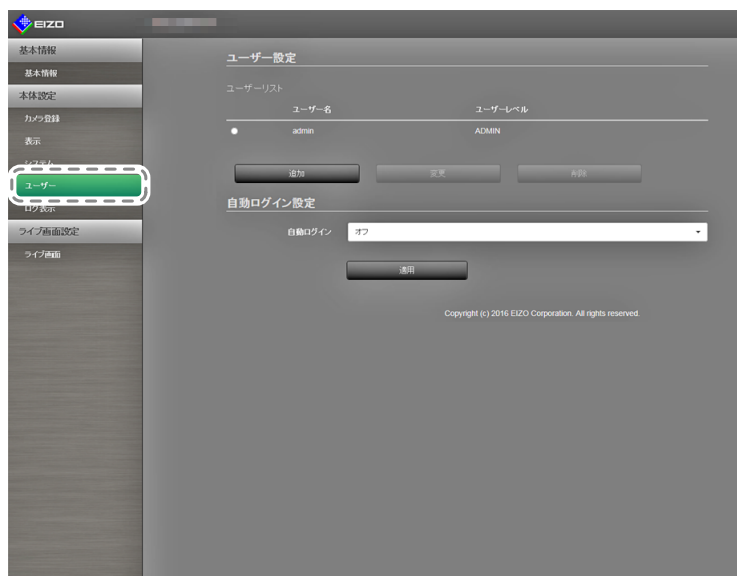 EIZO
基本情報
基本情報
本体設定
カメラ登録
表示
システム
ユーザー
ログ表示
ライブ画面設定
ライブ画面
ユーザー設定
ユーザーリスト
ユーザー名 ユーザーレベル
admin ADMIN
追加 変更 削除
自動ログイン設定
自動ログイン オフ
適用
Copyright (c) 2016 EIZO Corporation. All rights reserved.